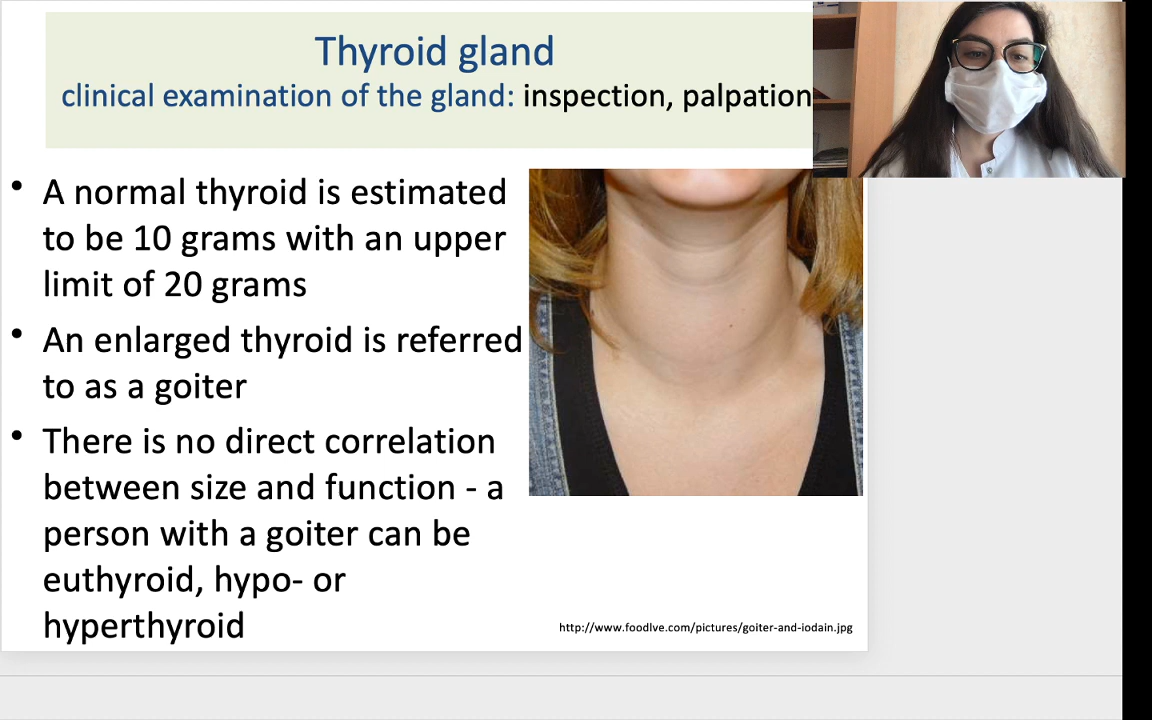 Thyroid gland
clinical examination of the gland: inspection, palpation
• A normal thyroid is estimated
to be 10 grams with an upper
limit of 20 grams
• An enlarged thyroid is referred
to as a goiter
• There is no direct correlation
between size and function - a
person with a goiter can be
euthyroid, hypo- or
hyperthyroid
http://www.foodlve.com/pictures/goiter-and-iodain.jpg